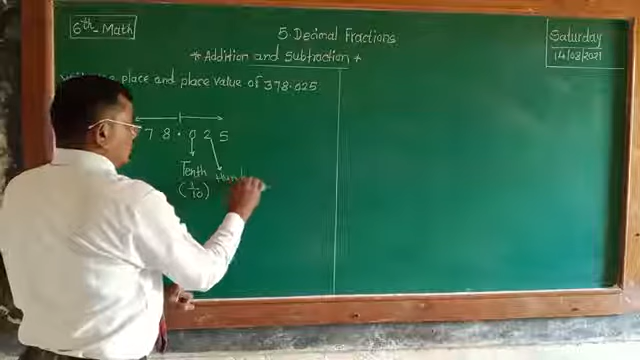 6th - Math
5. Decimal Fractions
* Addition and Subtraction *
Saturday
14/08/2021
place and place value of 378.025
7 8 . 0 2 5
Tenth
(1/10)